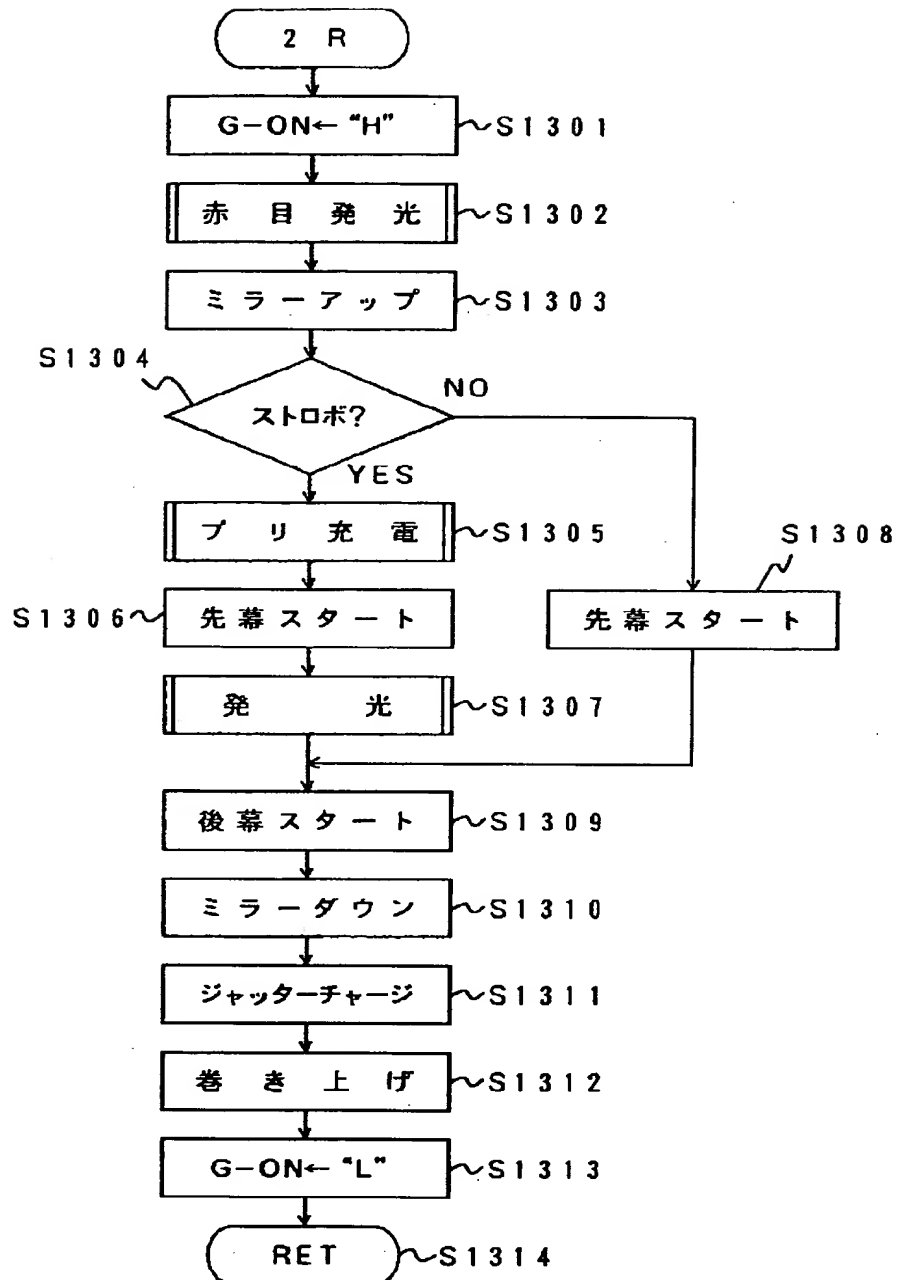 2 R
G-ON← "H" S1301
赤目発光 S1302
ミラーアップ S1303
S1304
ストロボ?
NO
YES
プリ充電 S1305
S1308
S1306 先幕スタート
先幕スタート
発光 S1307
後幕スタート S1309
ミラーダウン S1310
ジャッターチャージ S1311
巻き上げ S1312
G-ON← "L" S1313
RET S1314